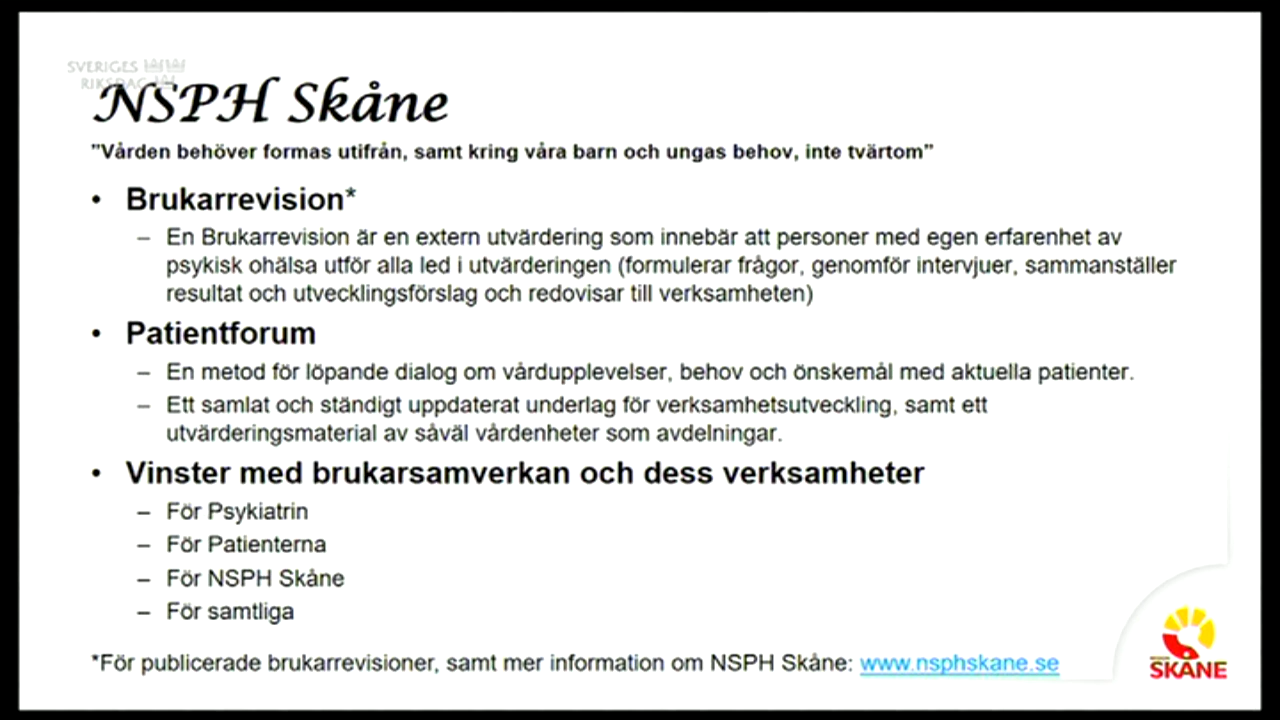 SVERIGES
RIKSDAG
NSPH Skåne
"Vården behöver formas utifrån, samt kring våra barn och ungas behov, inte tvärtom"
• Brukarrevision*
– En Brukarrevision är en extern utvärdering som innebär att personer med egen erfarenhet av
psykisk ohälsa utför alla led i utvärderingen (formulerar frågor, genomför intervjuer, sammanställer
resultat och utvecklingsförslag och redovisar till verksamheten)
• Patientforum
– En metod för löpande dialog om vårdupplevelser, behov och önskemål med aktuella patienter.
– Ett samlat och ständigt uppdaterat underlag för verksamhetsutveckling, samt ett
utvärderingsmaterial av såväl vårdenheter som avdelningar.
• Vinster med brukarsamverkan och dess verksamheter
– För Psykiatrin
– För Patienterna
– För NSPH Skåne
– För samtliga
*För publicerade brukarrevisioner, samt mer information om NSPH Skåne: www.nsphskane.se
SKÅNE